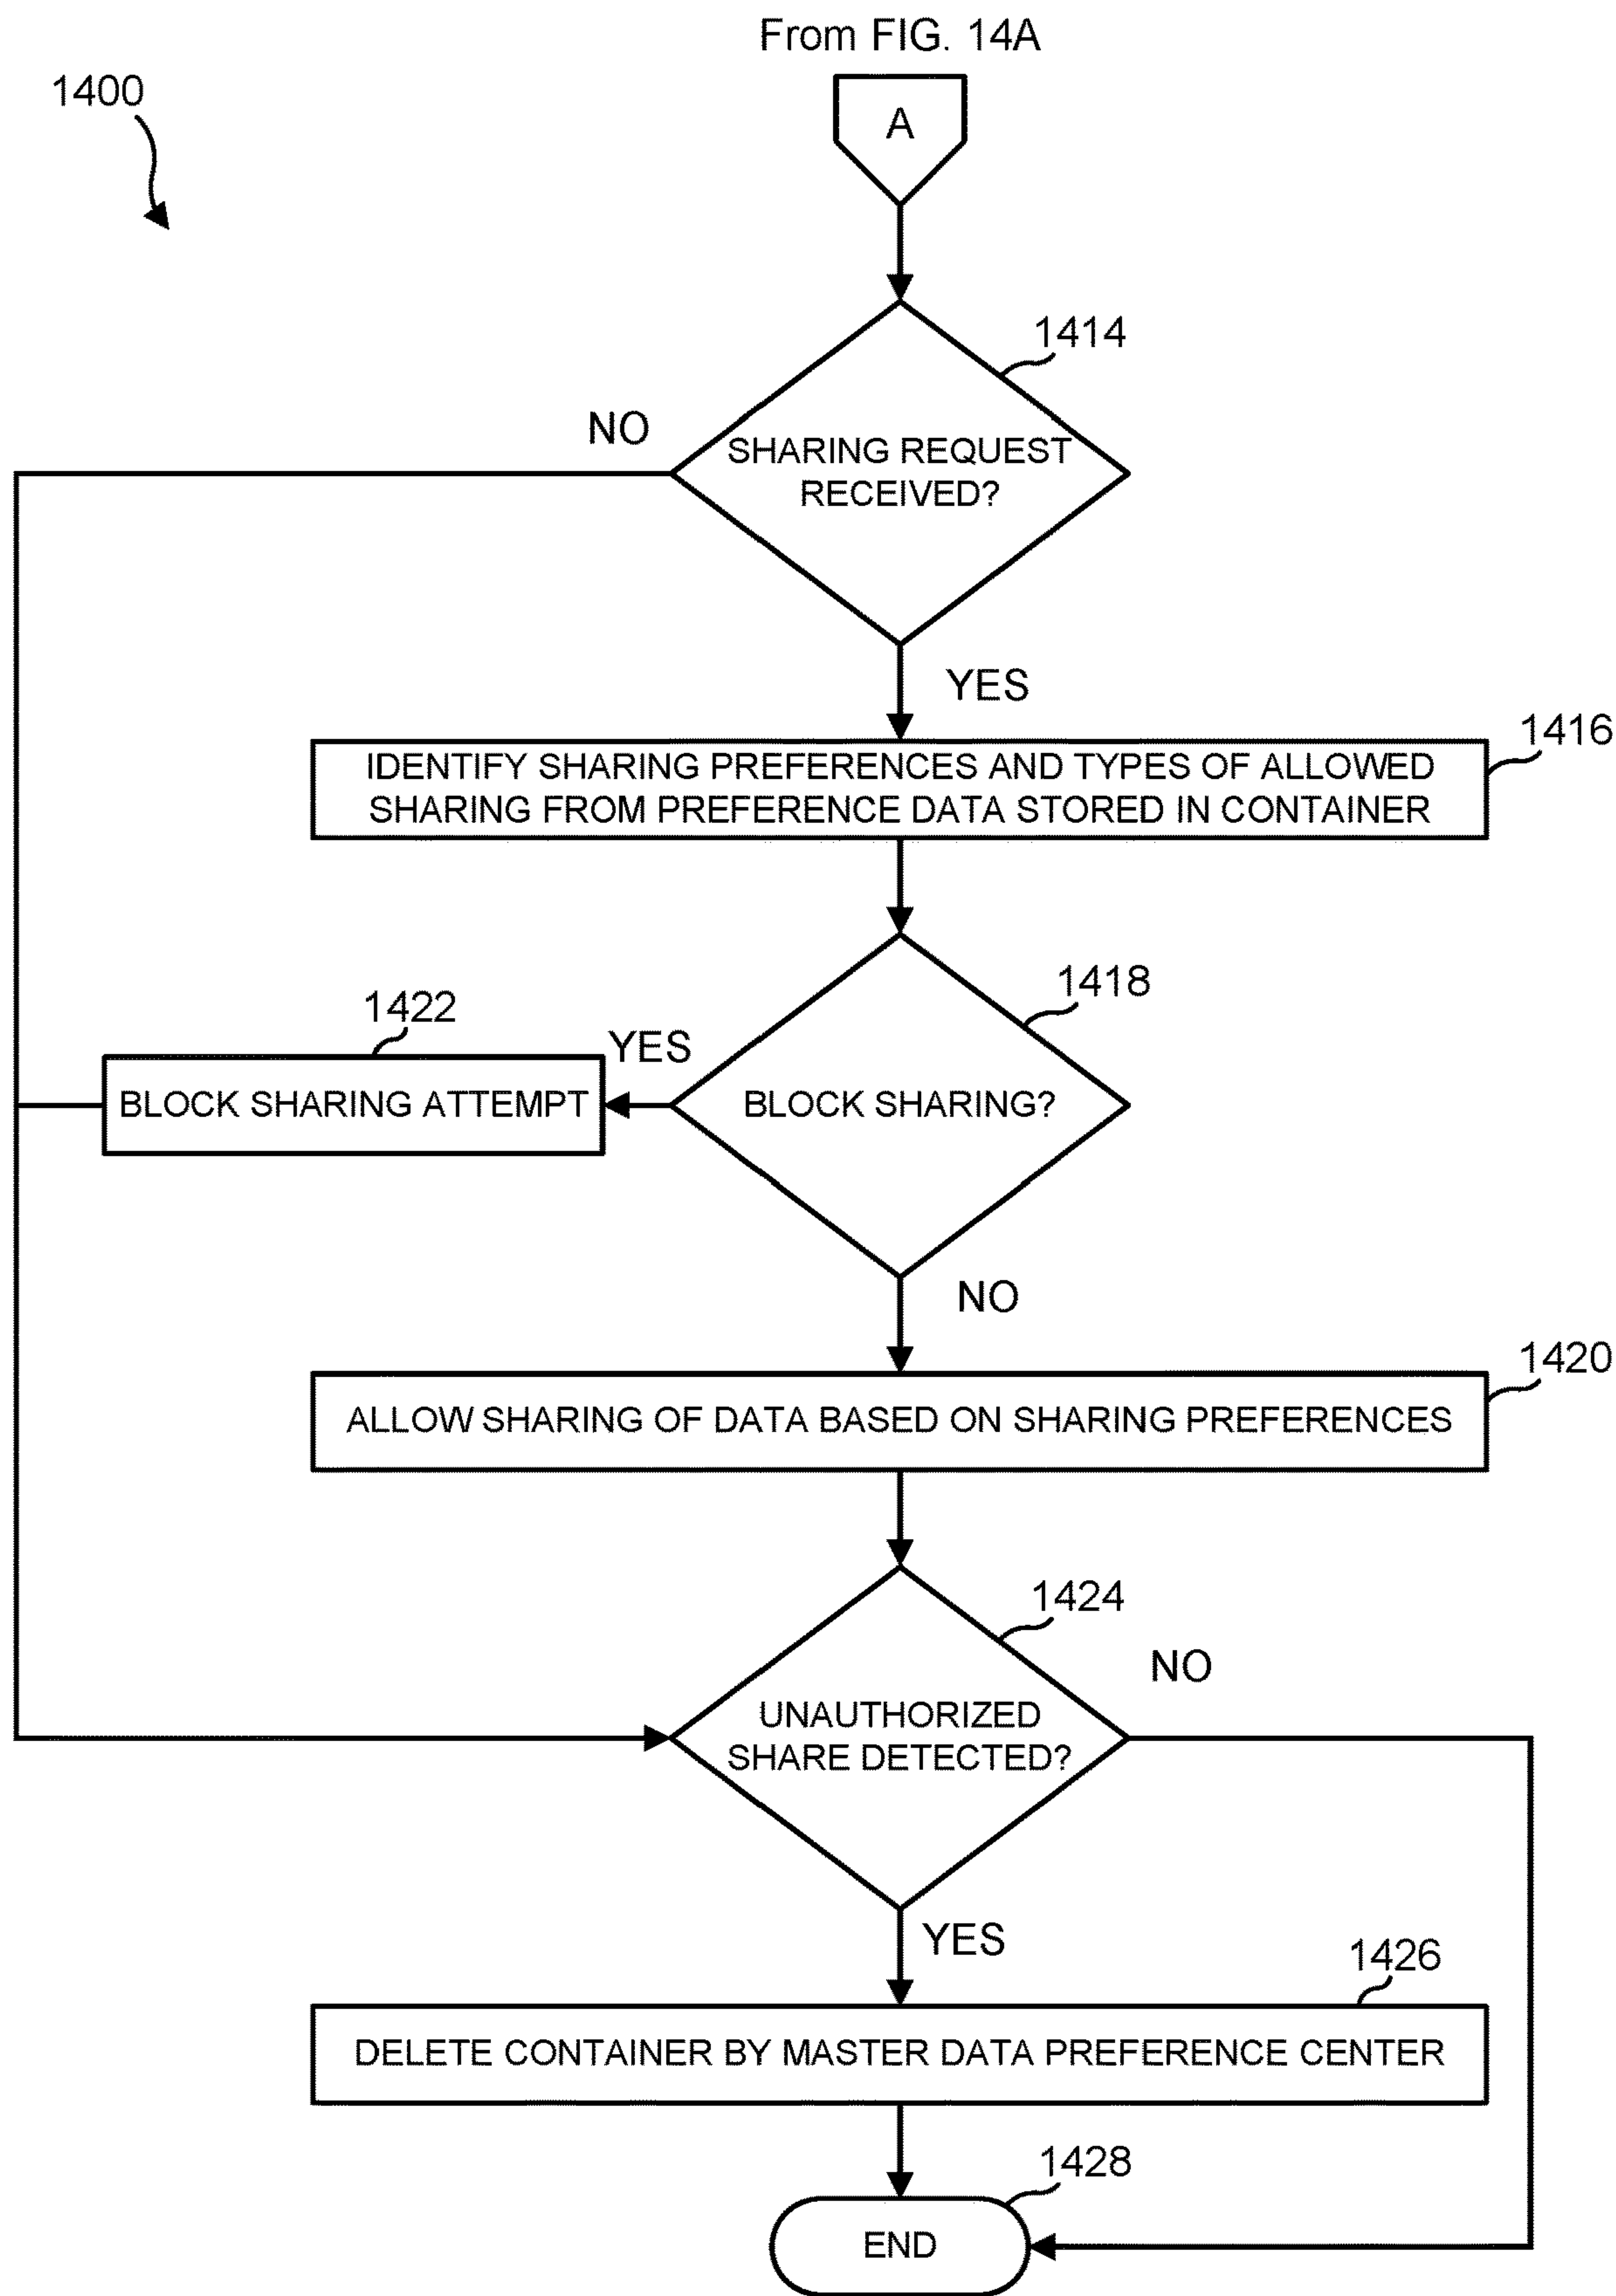 From FIG. 14A
1400
A
1414
NO
SHARING REQUEST
RECEIVED?
YES
1416
IDENTIFY SHARING PREFERENCES AND TYPES OF ALLOWED
SHARING FROM PREFERENCE DATA STORED IN CONTAINER
1418
1422
YES
BLOCK SHARING ATTEMPT
BLOCK SHARING?
NO
1420
ALLOW SHARING OF DATA BASED ON SHARING PREFERENCES
1424
NO
UNAUTHORIZED
SHARE DETECTED?
YES
1426
DELETE CONTAINER BY MASTER DATA PREFERENCE CENTER
1428
END